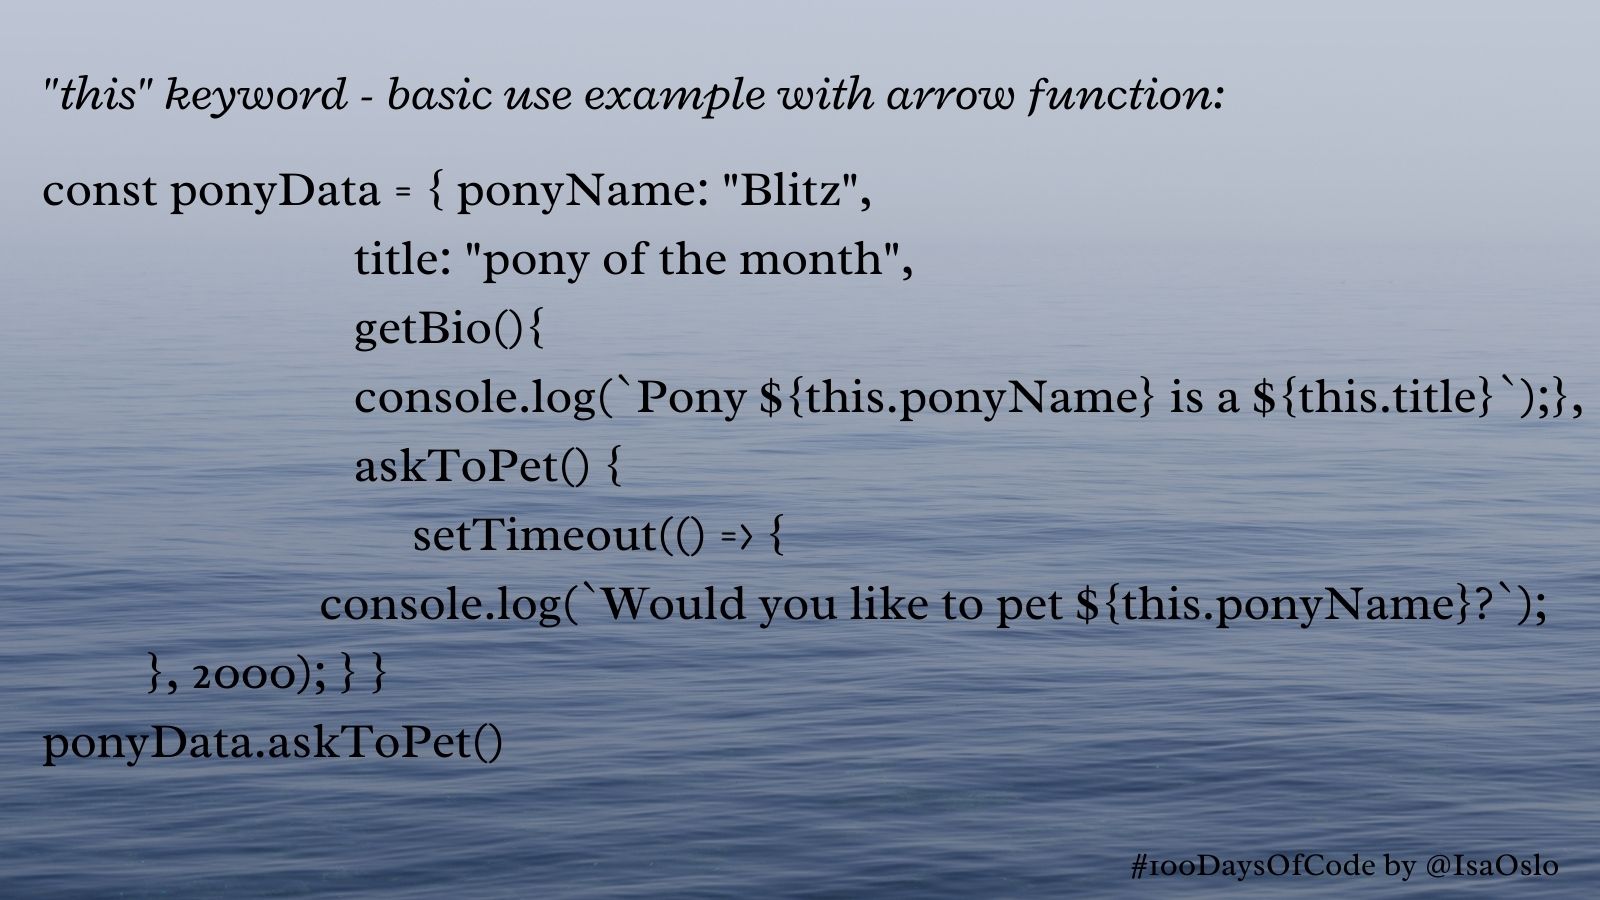 "this" keyword - basic use example with arrow function:
const ponyData = { ponyName: "Blitz",
title: "pony of the month",
getBio(){
console.log(`Pony ${this.ponyName} is a ${this.title}`);},
askToPet() {
setTimeout(() => {
console.log(`Would you like to pet ${this.ponyName}?`);
}, 2000); } }
ponyData.askToPet()
#100DaysOfCode by @IsaOslo